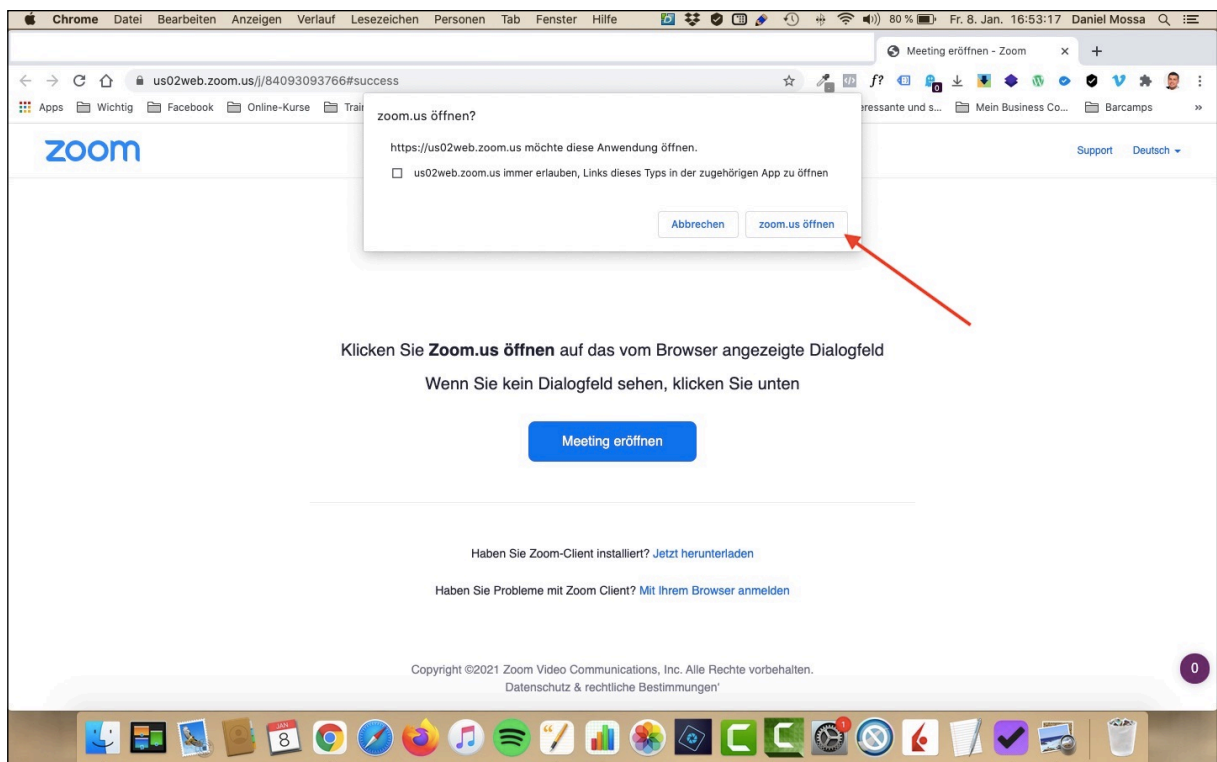 Chrome Datei Bearbeiten Anzeigen Verlauf Lesezeichen Personen Tab Fenster Hilfe 80 % Fr. 8. Jan. 16:53:17 Daniel Mossa
Meeting eröffnen - Zoom
us02web.zoom.us/j/84093093766#success
f?
0
Apps Wichtig Facebook Online-Kurse eressante und s... Mein Business Co... Barcamps »
zoom.us öffnen?
https://us02web.zoom.us möchte diese Anwendung öffnen.
us02web.zoom.us immer erlauben, Links dieses Typs in der zugehörigen App zu öffnen
Abbrechen zoom.us öffnen
zoom
Support Deutsch
Klicken Sie Zoom.us öffnen auf das vom Browser angezeigte Dialogfeld
Wenn Sie kein Dialogfeld sehen, klicken Sie unten
Meeting eröffnen
Haben Sie Zoom-Client installiert? Jetzt herunterladen
Haben Sie Probleme mit Zoom Client? Mit Ihrem Browser anmelden
Copyright ©2021 Zoom Video Communications, Inc. Alle Rechte vorbehalten.
Datenschutz & rechtliche Bestimmungen'
0
JAN
8
1